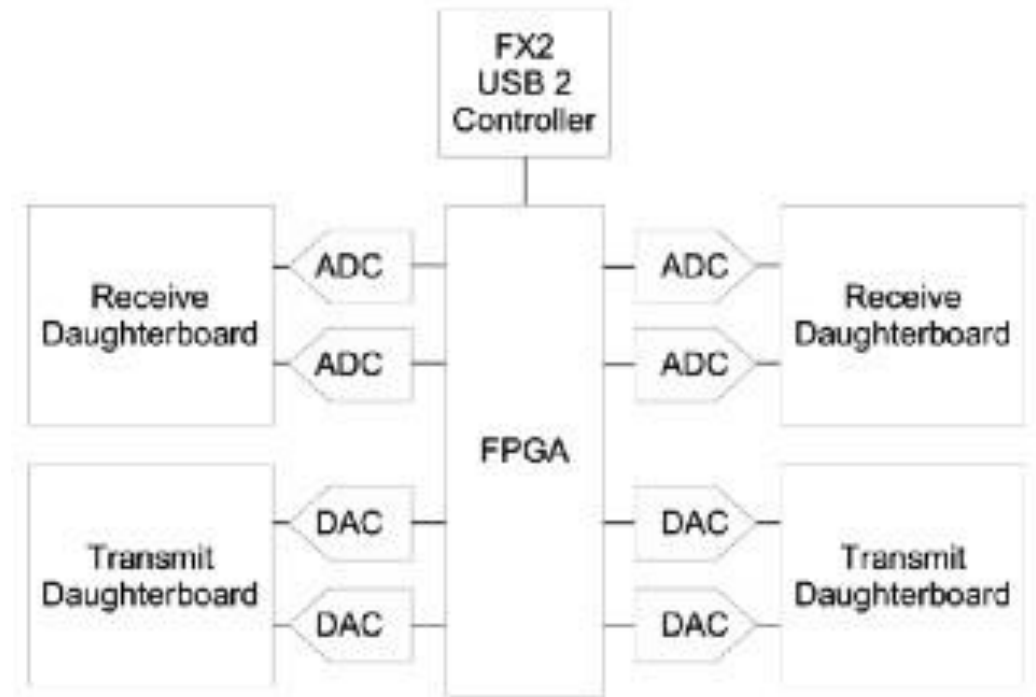 FX2
USB 2
Controller
ADC
ADC
Receive
Daughterboard
ADC
ADC
Receive
Daughterboard
FPGA
DAC
DAC
Transmit
Daughterboard
DAC
DAC
Transmit
Daughterboard